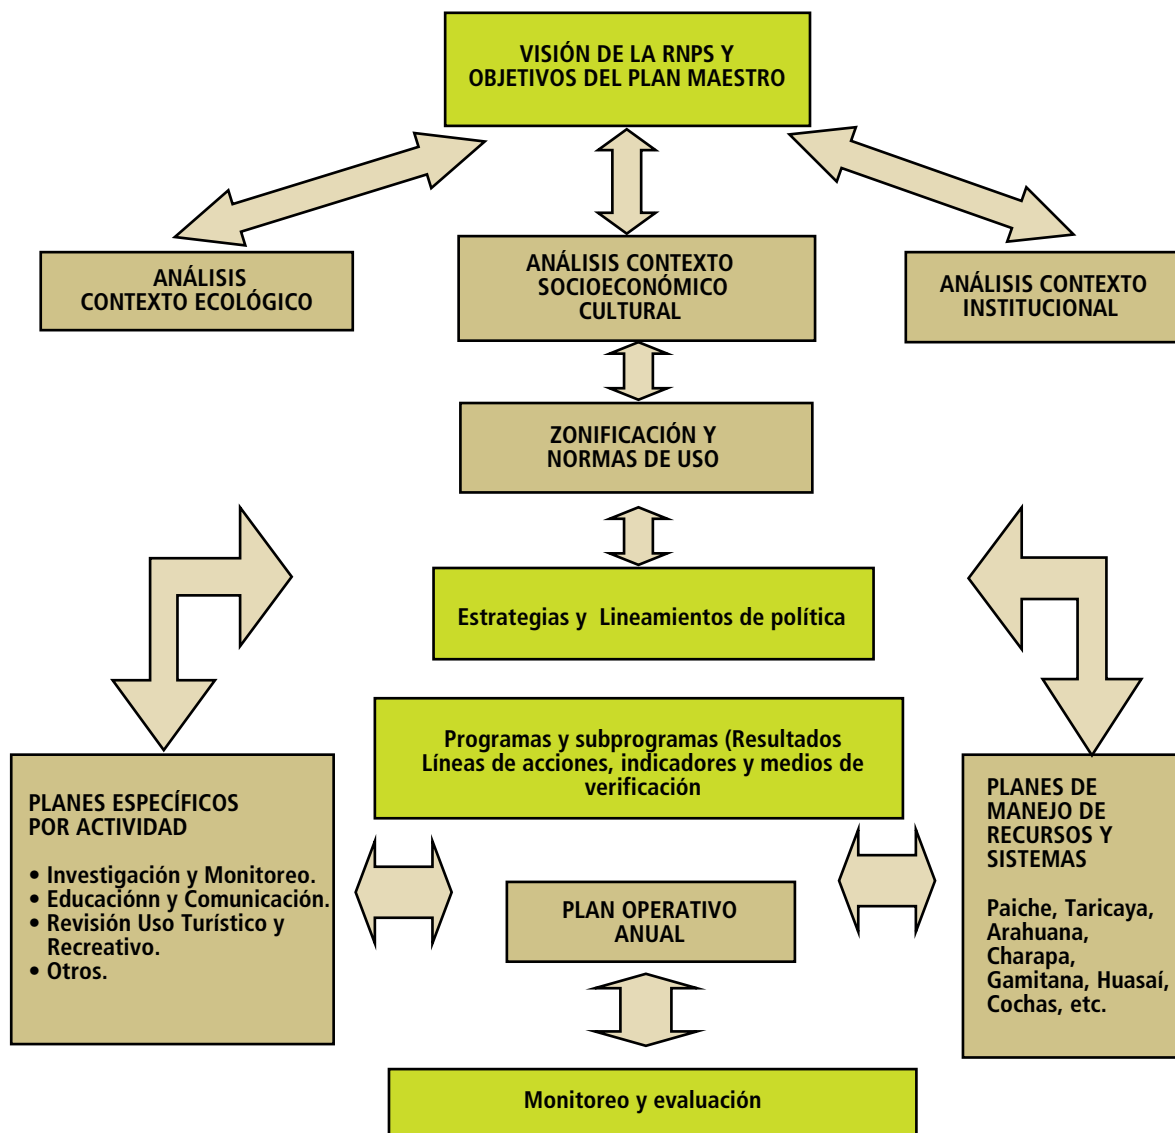 VISIÓN DE LA RNPS Y
OBJETIVOS DEL PLAN MAESTRO
ANÁLISIS
CONTEXTO ECOLÓGICO
ANÁLISIS CONTEXTO
SOCIOECONÓMICO
CULTURAL
ANÁLISIS CONTEXTO
INSTITUCIONAL
ZONIFICACIÓN Y
NORMAS DE USO
Estrategias y Lineamientos de política
Programas y subprogramas (Resultados
Líneas de acciones, indicadores y medios de
verificación
PLANES ESPECÍFICOS
POR ACTIVIDAD
• Investigación y Monitoreo.
• Educaciónn y Comunicación.
• Revisión Uso Turístico y
Recreativo.
• Otros.
PLAN OPERATIVO
ANUAL
PLANES DE
MANEJO DE
RECURSOS Y
SISTEMAS
Paiche, Taricaya,
Arahuana,
Charapa,
Gamitana, Huasaí,
Cochas, etc.
Monitoreo y evaluación